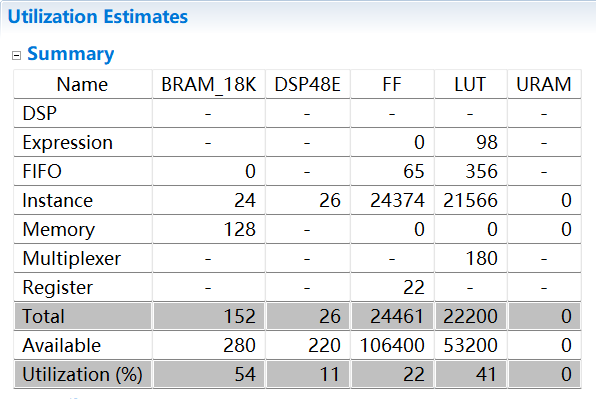 Utilization Estimates
Summary
Name BRAM_18K DSP48E FF LUT URAM
DSP - - - - -
Expression - - 0 98 -
FIFO 0 - 65 356 -
Instance 24 26 24374 21566 0
Memory 128 - 0 0 0
Multiplexer - - - 180 -
Register - - 22 - -
Total 152 26 24461 22200 0
Available 280 220 106400 53200 0
Utilization (%) 54 11 22 41 0